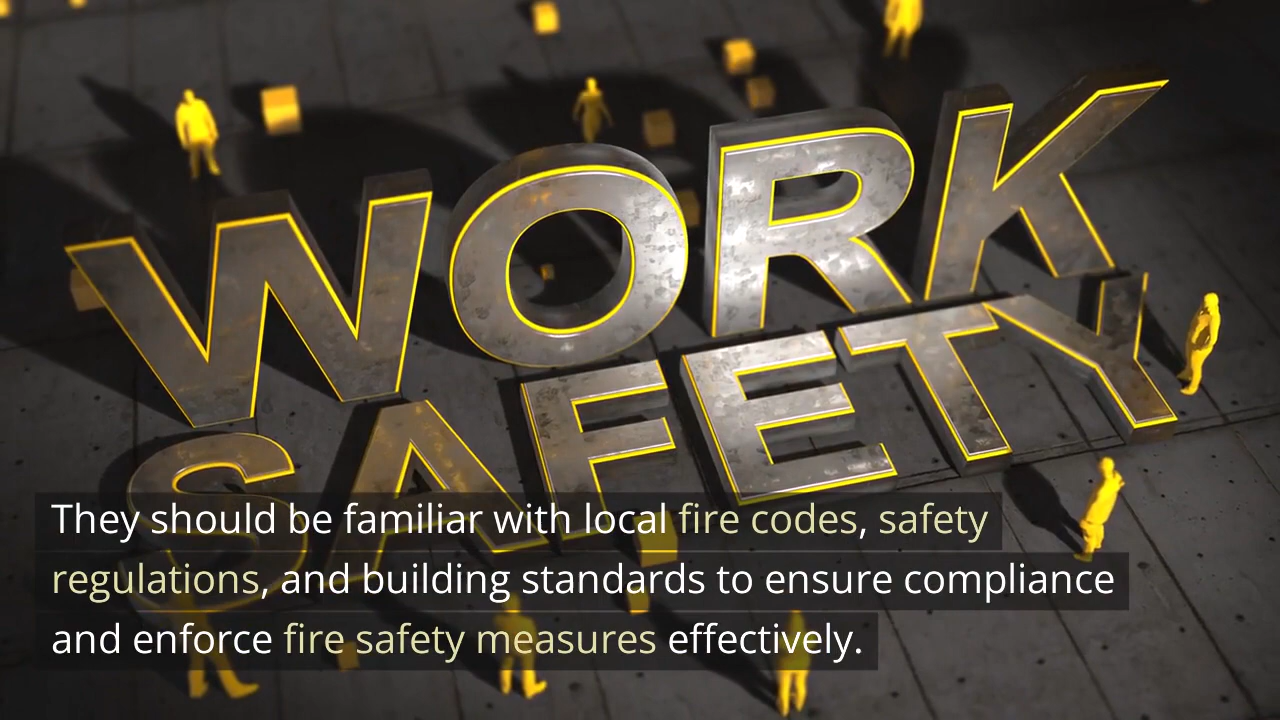 WORK
SAFETY
They should be familiar with local fire codes, safety
regulations, and building standards to ensure compliance
and enforce fire safety measures effectively.